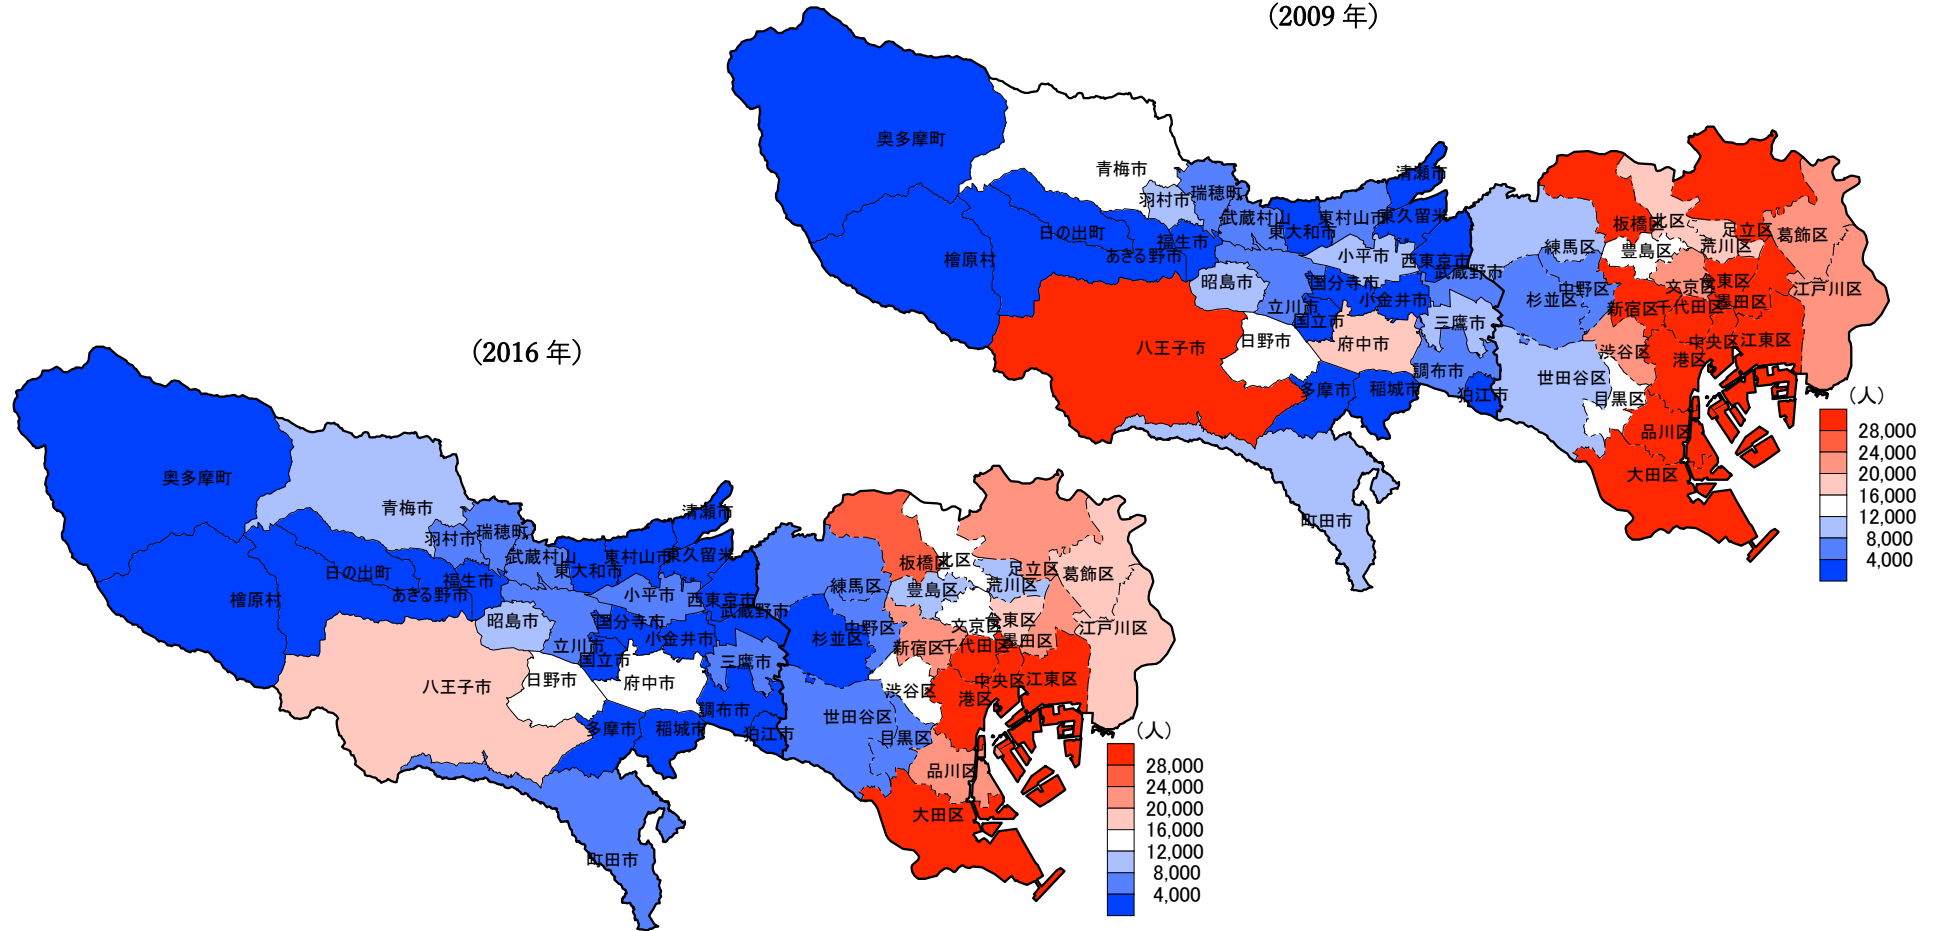 (2009 年)
奥多摩町
青梅市
清瀬市
羽村市
瑞穂町
武蔵村山
東村山市
東久留米
東大和市
日の出町
福生市
あきる野市
檜原村
小平市
西東京市
武蔵野市
昭島市
国分寺市
小金井市
立川市
国立市
三鷹市
八王子市
日野市
府中市
調布市
多摩市
稲城市
狛江市
町田市
板橋区
北区
足立区
葛飾区
練馬区
豊島区
荒川区
中野区
杉並区
文京区
台東区
墨田区
江戸川区
新宿区
千代田区
渋谷区
港区
中央区
江東区
世田谷区
目黒区
品川区
大田区
(人)
28,000
24,000
20,000
16,000
12,000
8,000
4,000
(2016 年)
奥多摩町
青梅市
清瀬市
羽村市
瑞穂町
武蔵村山
東村山市
東久留米
東大和市
日の出町
福生市
あきる野市
檜原村
小平市
西東京市
武蔵野市
昭島市
国分寺市
小金井市
立川市
国立市
三鷹市
八王子市
日野市
府中市
調布市
多摩市
稲城市
狛江市
町田市
板橋区
北区
足立区
葛飾区
練馬区
豊島区
荒川区
中野区
杉並区
文京区
台東区
墨田区
江戸川区
新宿区
千代田区
渋谷区
港区
中央区
江東区
世田谷区
目黒区
品川区
大田区
(人)
28,000
24,000
20,000
16,000
12,000
8,000
4,000